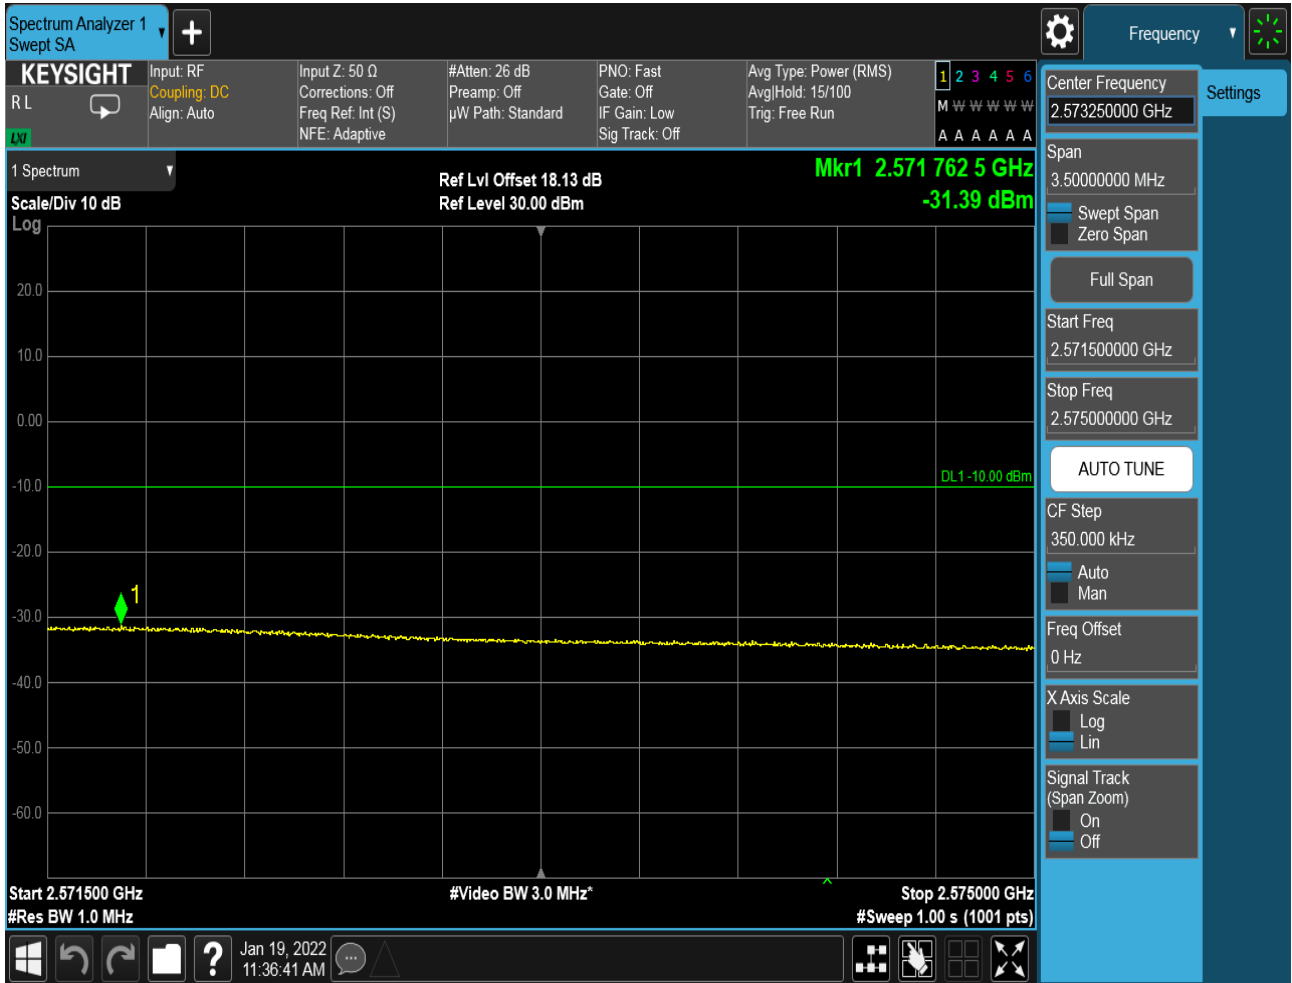 Spectrum Analyzer 1
Swept SA
Frequency
KEYSIGHT
R L
LXI
Input: RF
Coupling: DC
Align: Auto
Input Z: 50 Ω
Corrections: Off
Freq Ref: Int (S)
NFE: Adaptive
#Atten: 26 dB
Preamp: Off
µW Path: Standard
PNO: Fast
Gate: Off
IF Gain: Low
Sig Track: Off
Avg Type: Power (RMS)
Avg|Hold: 15/100
Trig: Free Run
1 2 3 4 5 6
M W W W W W
A A A A A A
1 Spectrum
Scale/Div 10 dB
Log
Ref Lvl Offset 18.13 dB
Ref Level 30.00 dBm
Mkr1 2.571 762 5 GHz
-31.39 dBm
20.0
10.0
0.00
-10.0
-20.0
-30.0
-40.0
-50.0
-60.0
DL1 -10.00 dBm
1
Start 2.571500 GHz
#Res BW 1.0 MHz
#Video BW 3.0 MHz*
Stop 2.575000 GHz
#Sweep 1.00 s (1001 pts)
Jan 19, 2022
11:36:41 AM
?
Center Frequency
2.573250000 GHz
Settings
Span
3.50000000 MHz
Swept Span
Zero Span
Full Span
Start Freq
2.571500000 GHz
Stop Freq
2.575000000 GHz
AUTO TUNE
CF Step
350.000 kHz
Auto
Man
Freq Offset
0 Hz
X Axis Scale
Log
Lin
Signal Track
(Span Zoom)
On
Off